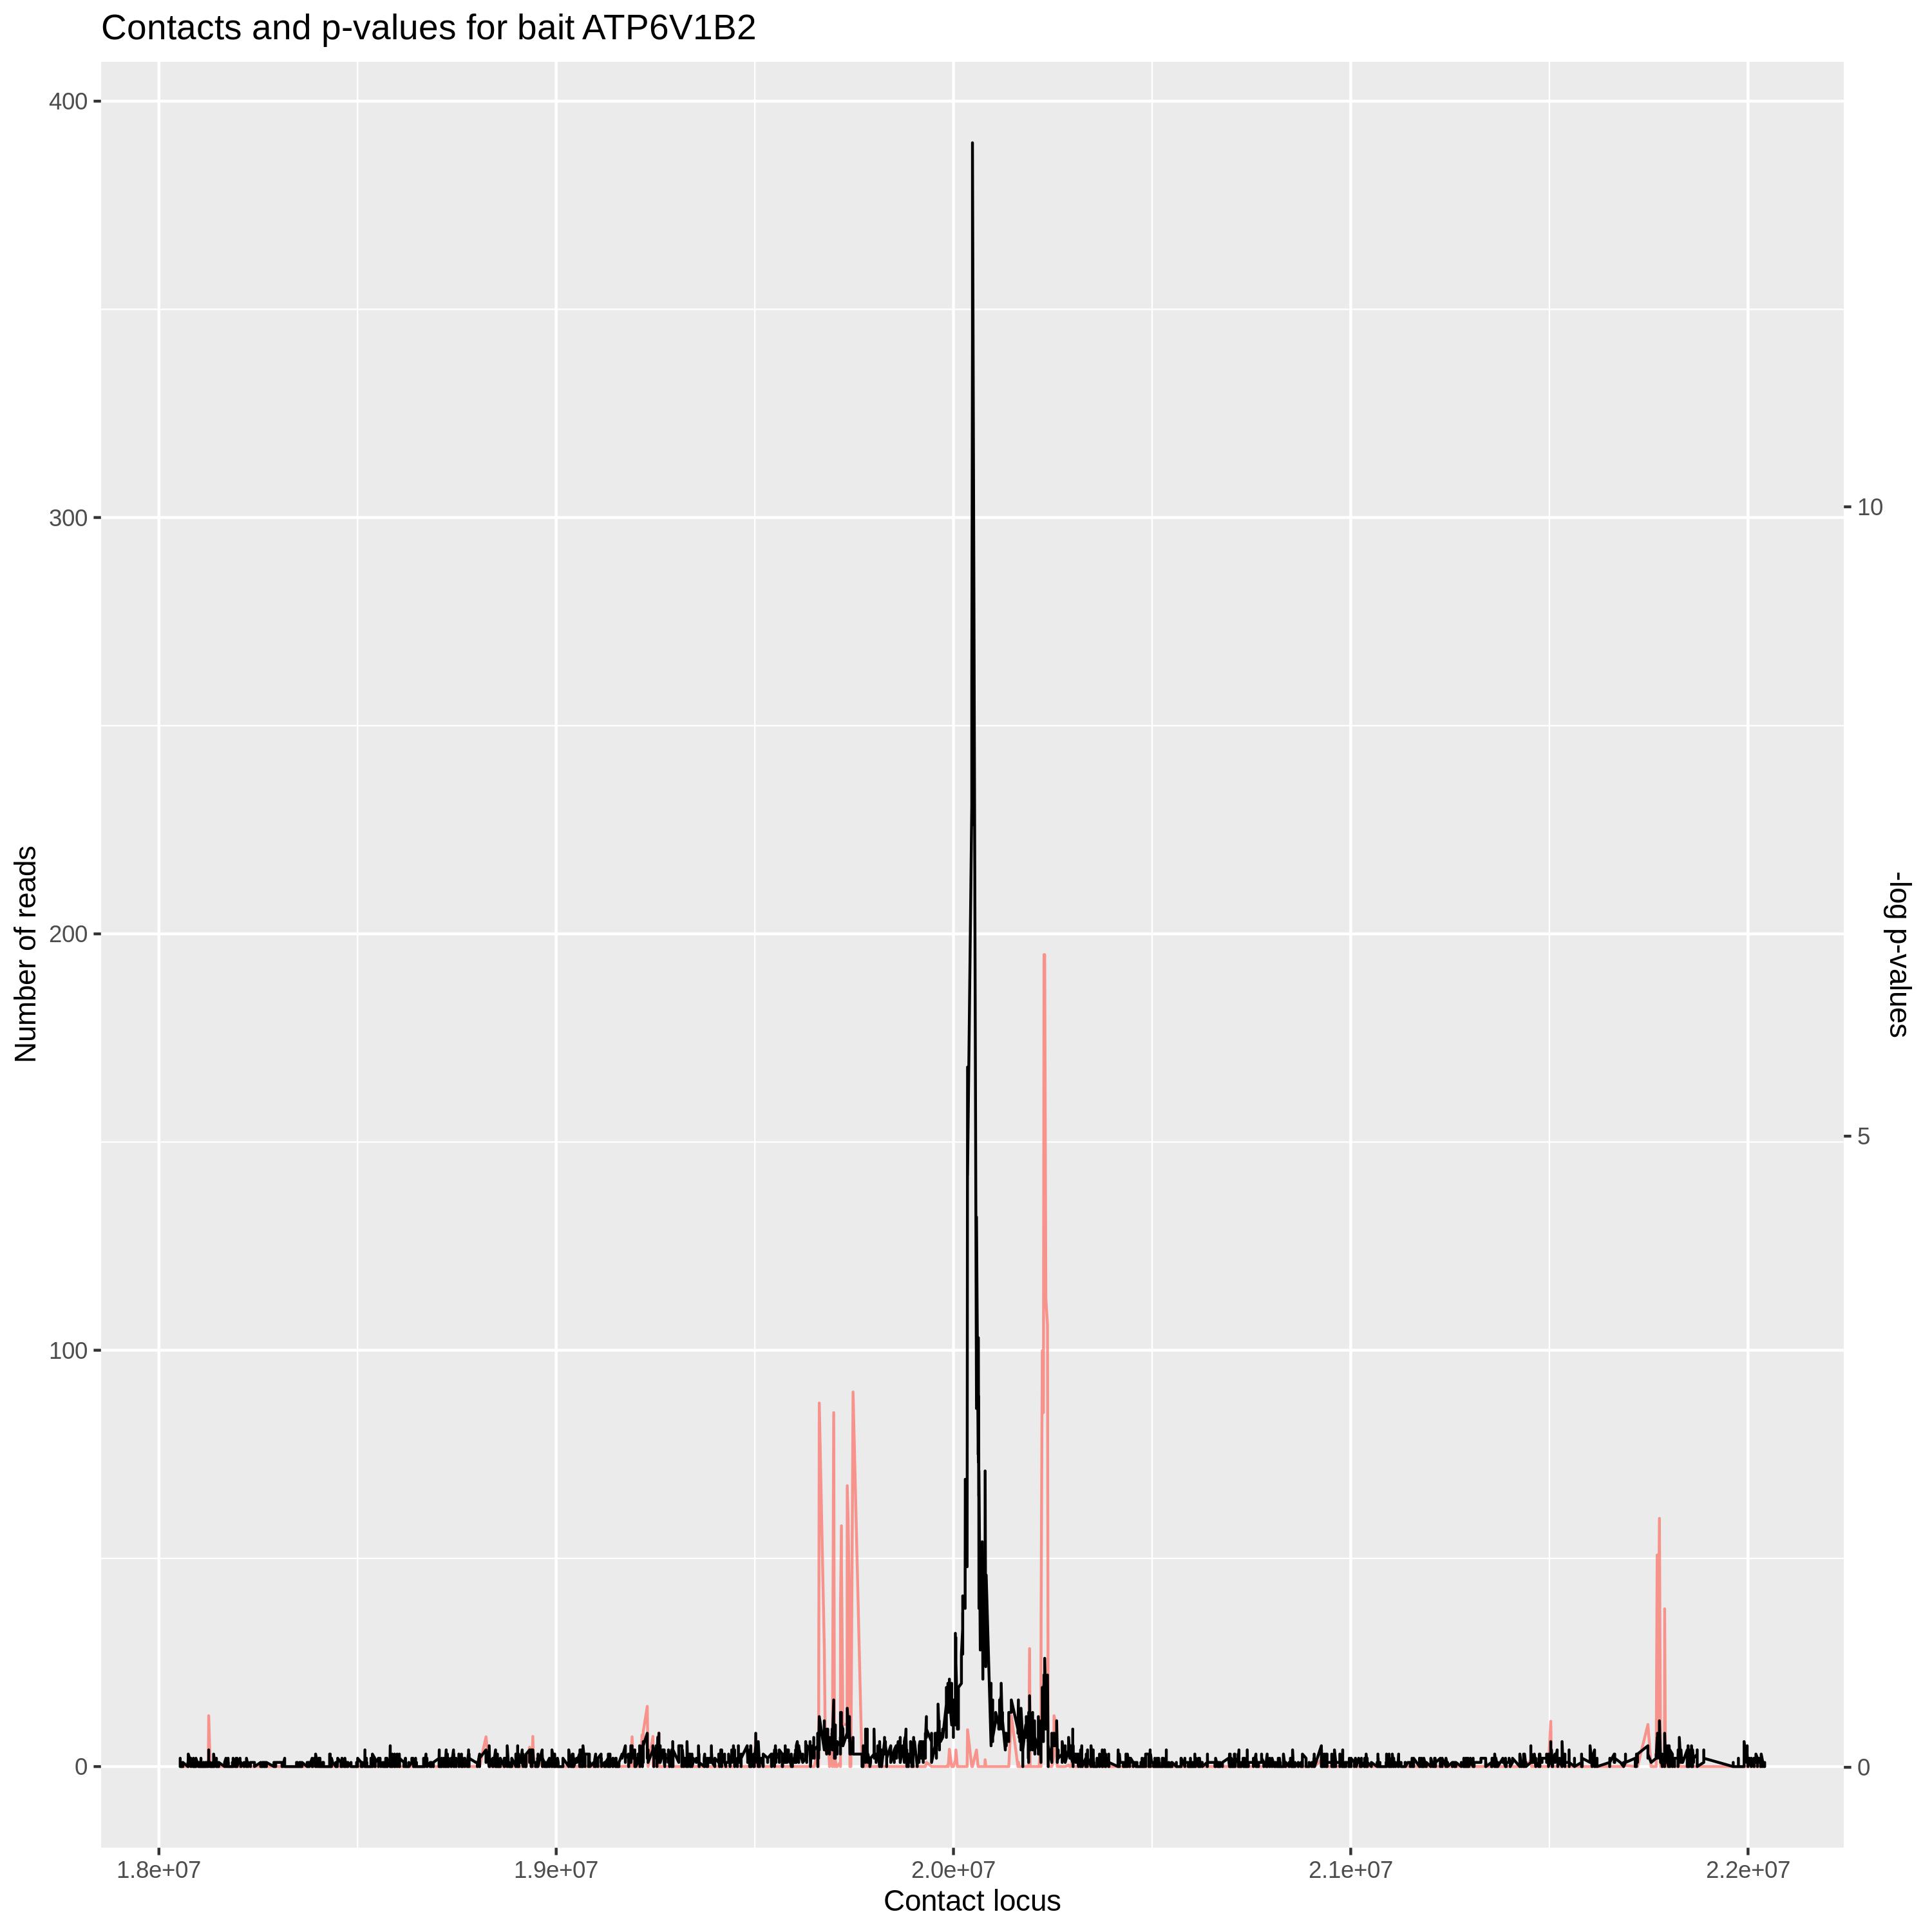 Contacts and p-values for bait ATP6V1B2
400
300
200
100
0
Number of reads
10
5
0
-log p-values
1.8e+07
1.9e+07
2.0e+07
2.1e+07
2.2e+07
Contact locus